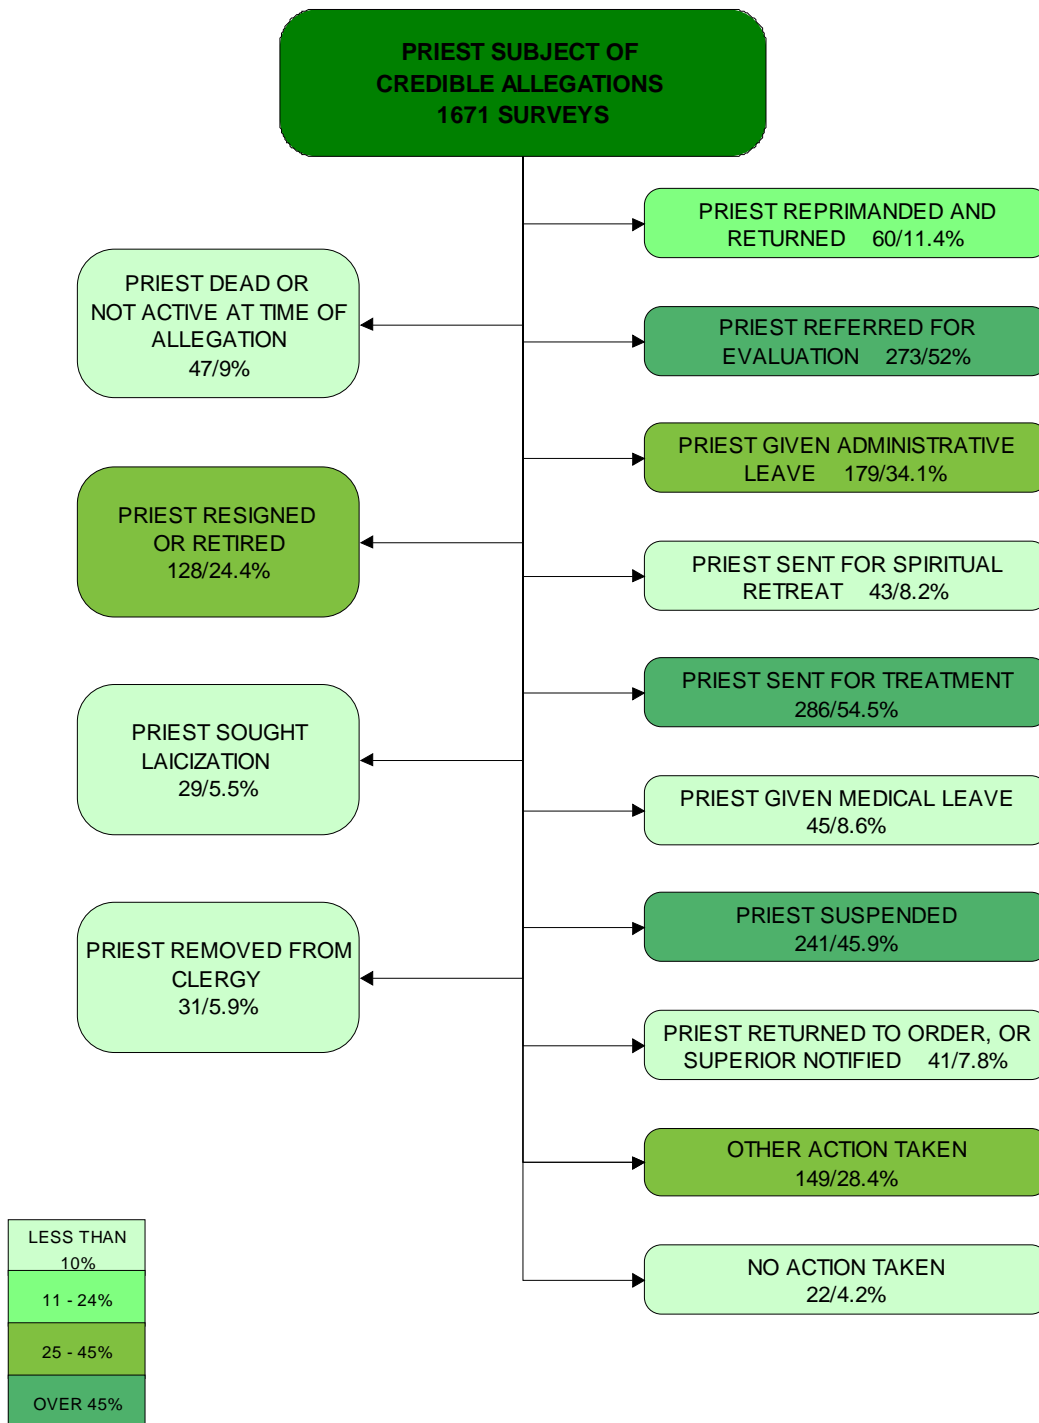 PRIEST SUBJECT OF
CREDIBLE ALLEGATIONS
1671 SURVEYS
PRIEST DEAD OR
NOT ACTIVE AT TIME OF
ALLEGATION
47/9%
PRIEST RESIGNED
OR RETIRED
128/24.4%
PRIEST SOUGHT
LAICIZATION
29/5.5%
PRIEST REMOVED FROM
CLERGY
31/5.9%
PRIEST REPRIMANDED AND
RETURNED 60/11.4%
PRIEST REFERRED FOR
EVALUATION 273/52%
PRIEST GIVEN ADMINISTRATIVE
LEAVE 179/34.1%
PRIEST SENT FOR SPIRITUAL
RETREAT 43/8.2%
PRIEST SENT FOR TREATMENT
286/54.5%
PRIEST GIVEN MEDICAL LEAVE
45/8.6%
PRIEST SUSPENDED
241/45.9%
PRIEST RETURNED TO ORDER, OR
SUPERIOR NOTIFIED 41/7.8%
OTHER ACTION TAKEN
149/28.4%
NO ACTION TAKEN
22/4.2%
LESS THAN
10%
11 - 24%
25 - 45%
OVER 45%